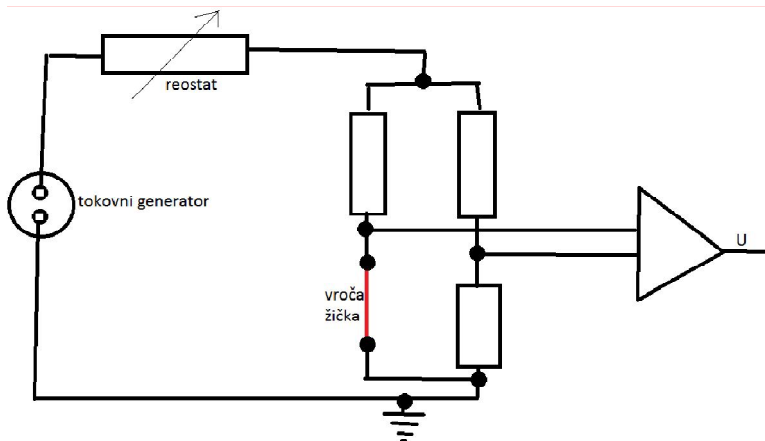 reostat
tokovni generator
U
vroča
žička